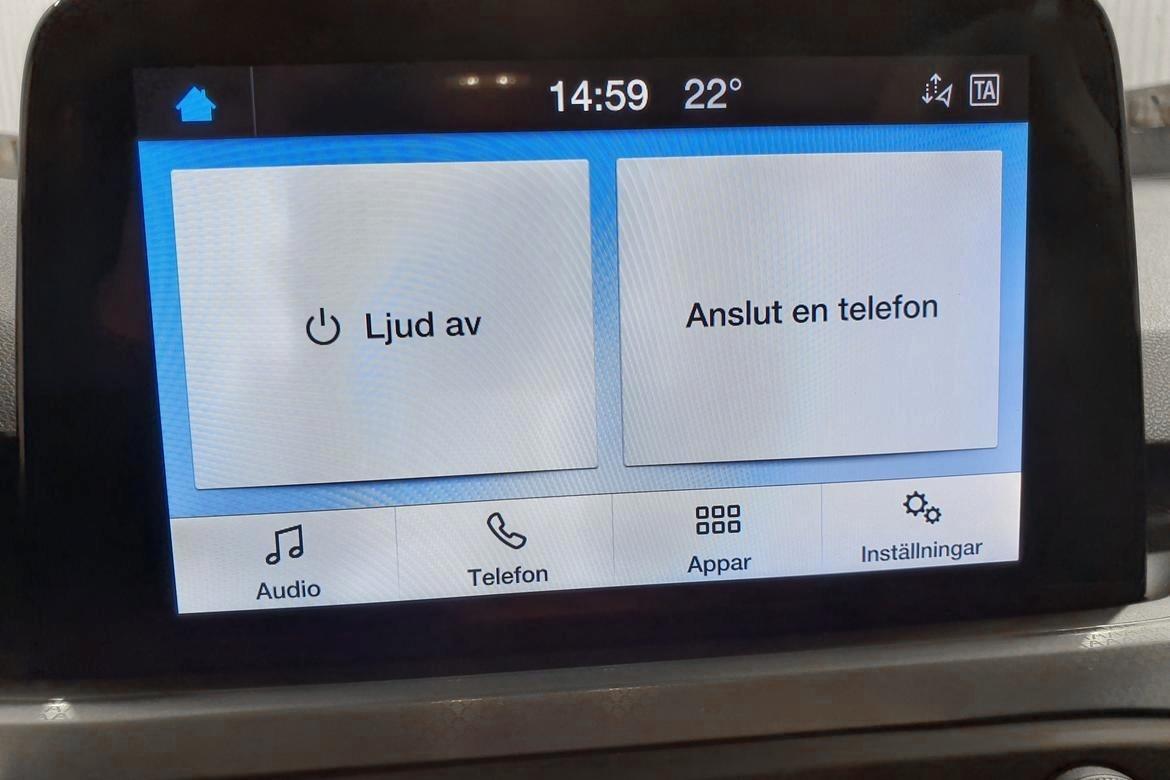 14:59 22° TA
Ljud av
Anslut en telefon
Audio
Telefon
Appar
Inställningar